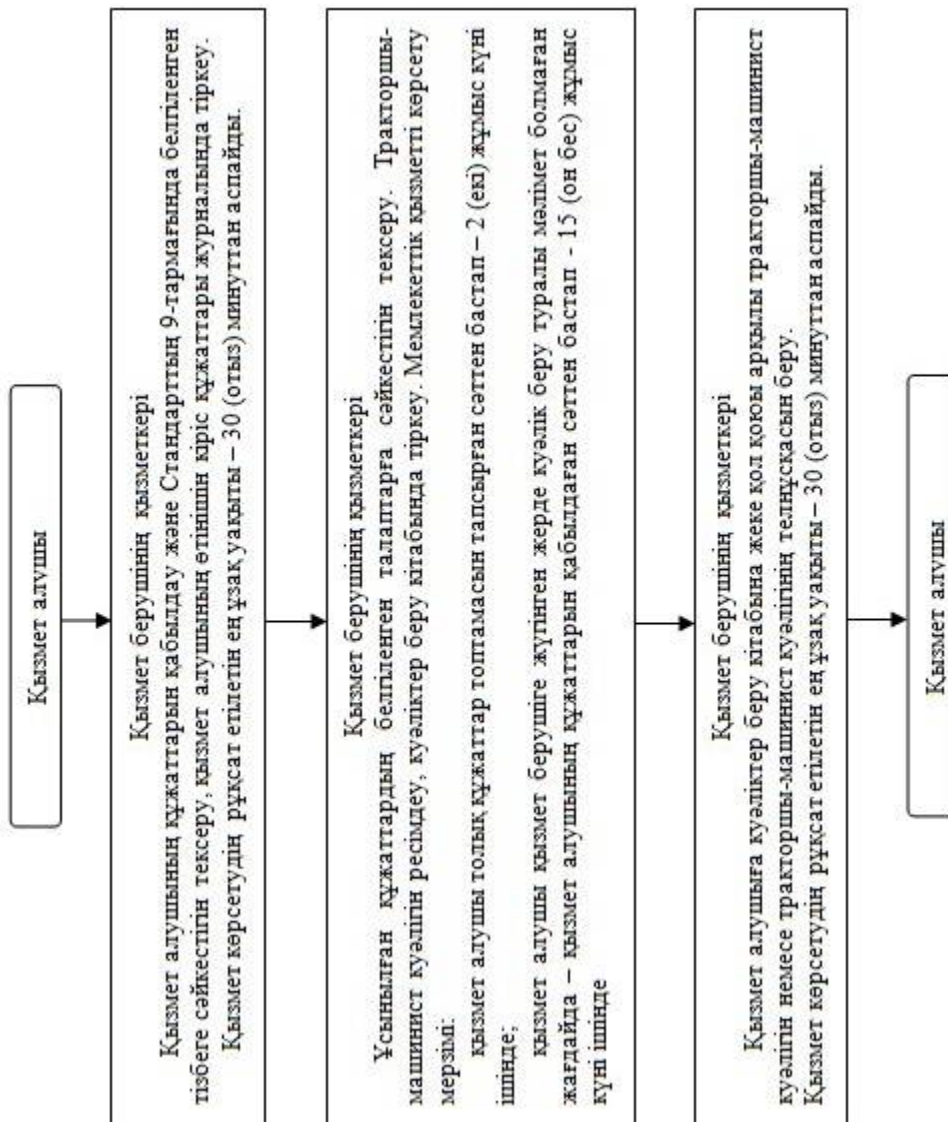 Қызмет алушы
Қызмет берушінің қызметкері
Қызмет алушының құжаттарын қабылдау және Стандарттың 9-тармағында белгіленген
тізбеге сәйкестігін тексеру, қызмет алушының өтінішін кіріс құжаттары журналында тіркеу.
Қызмет көрсетудің рұқсат етілетін ең ұзақ уақыты – 30 (отыз) минуттан аспайды.
Қызмет берушінің қызметкері
Ұсынылған құжаттардың белгіленген талаптарға сәйкестігін тексеру. Тракторшы-
машинист куәлігін ресімдеу, куәліктер беру кітабында тіркеу. Мемлекеттік қызметті көрсету
мерзімі:
қызмет алушы толық құжаттар топтамасын тапсырған сәттен бастап – 2 (екі) жұмыс күні
ішінде;
қызмет алушы қызмет берушіге жүгінген жерде куәлік беру туралы мәлімет болмаған
жағдайда – қызмет алушының құжаттарын қабылдаған сәттен бастап - 15 (он бес) жұмыс
күні ішінде
Қызмет берушінің қызметкері
Қызмет алушыға куәліктер беру кітабына жеке қол қоюы арқылы тракторшы-машинист
куәлігін немесе тракторшы-машинист куәлігінің телнұсқасын беру.
Қызмет көрсетудің рұқсат етілетін ең ұзақ уақыты – 30 (отыз) минуттан аспайды.
Қызмет алушы